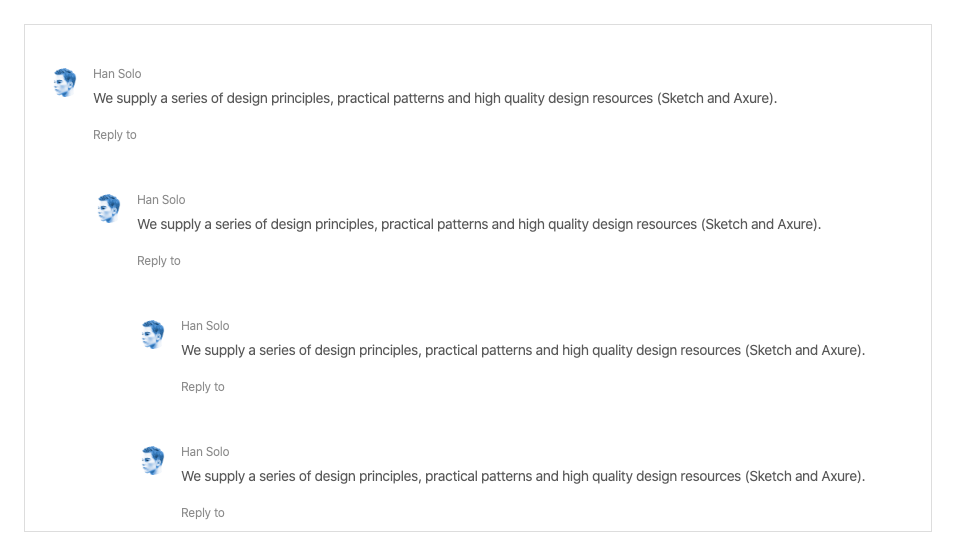 Han Solo
We supply a series of design principles, practical patterns and high quality design resources (Sketch and Axure).
Reply to
Han Solo
We supply a series of design principles, practical patterns and high quality design resources (Sketch and Axure).
Reply to
Han Solo
We supply a series of design principles, practical patterns and high quality design resources (Sketch and Axure).
Reply to
Han Solo
We supply a series of design principles, practical patterns and high quality design resources (Sketch and Axure).
Reply to